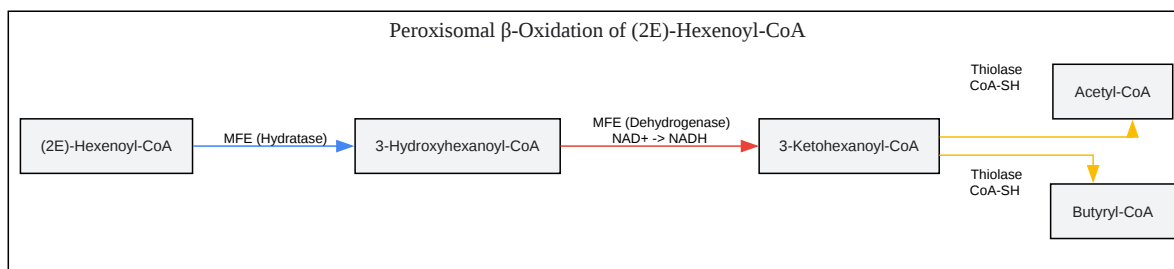 Peroxisomal β-Oxidation of (2E)-Hexenoyl-CoA
(2E)-Hexenoyl-CoA
MFE (Hydratase)
3-Hydroxyhexanoyl-CoA
MFE (Dehydrogenase)
NAD+ -> NADH
3-Ketohexanoyl-CoA
Thiolase
CoA-SH
Acetyl-CoA
Thiolase
CoA-SH
Butyryl-CoA